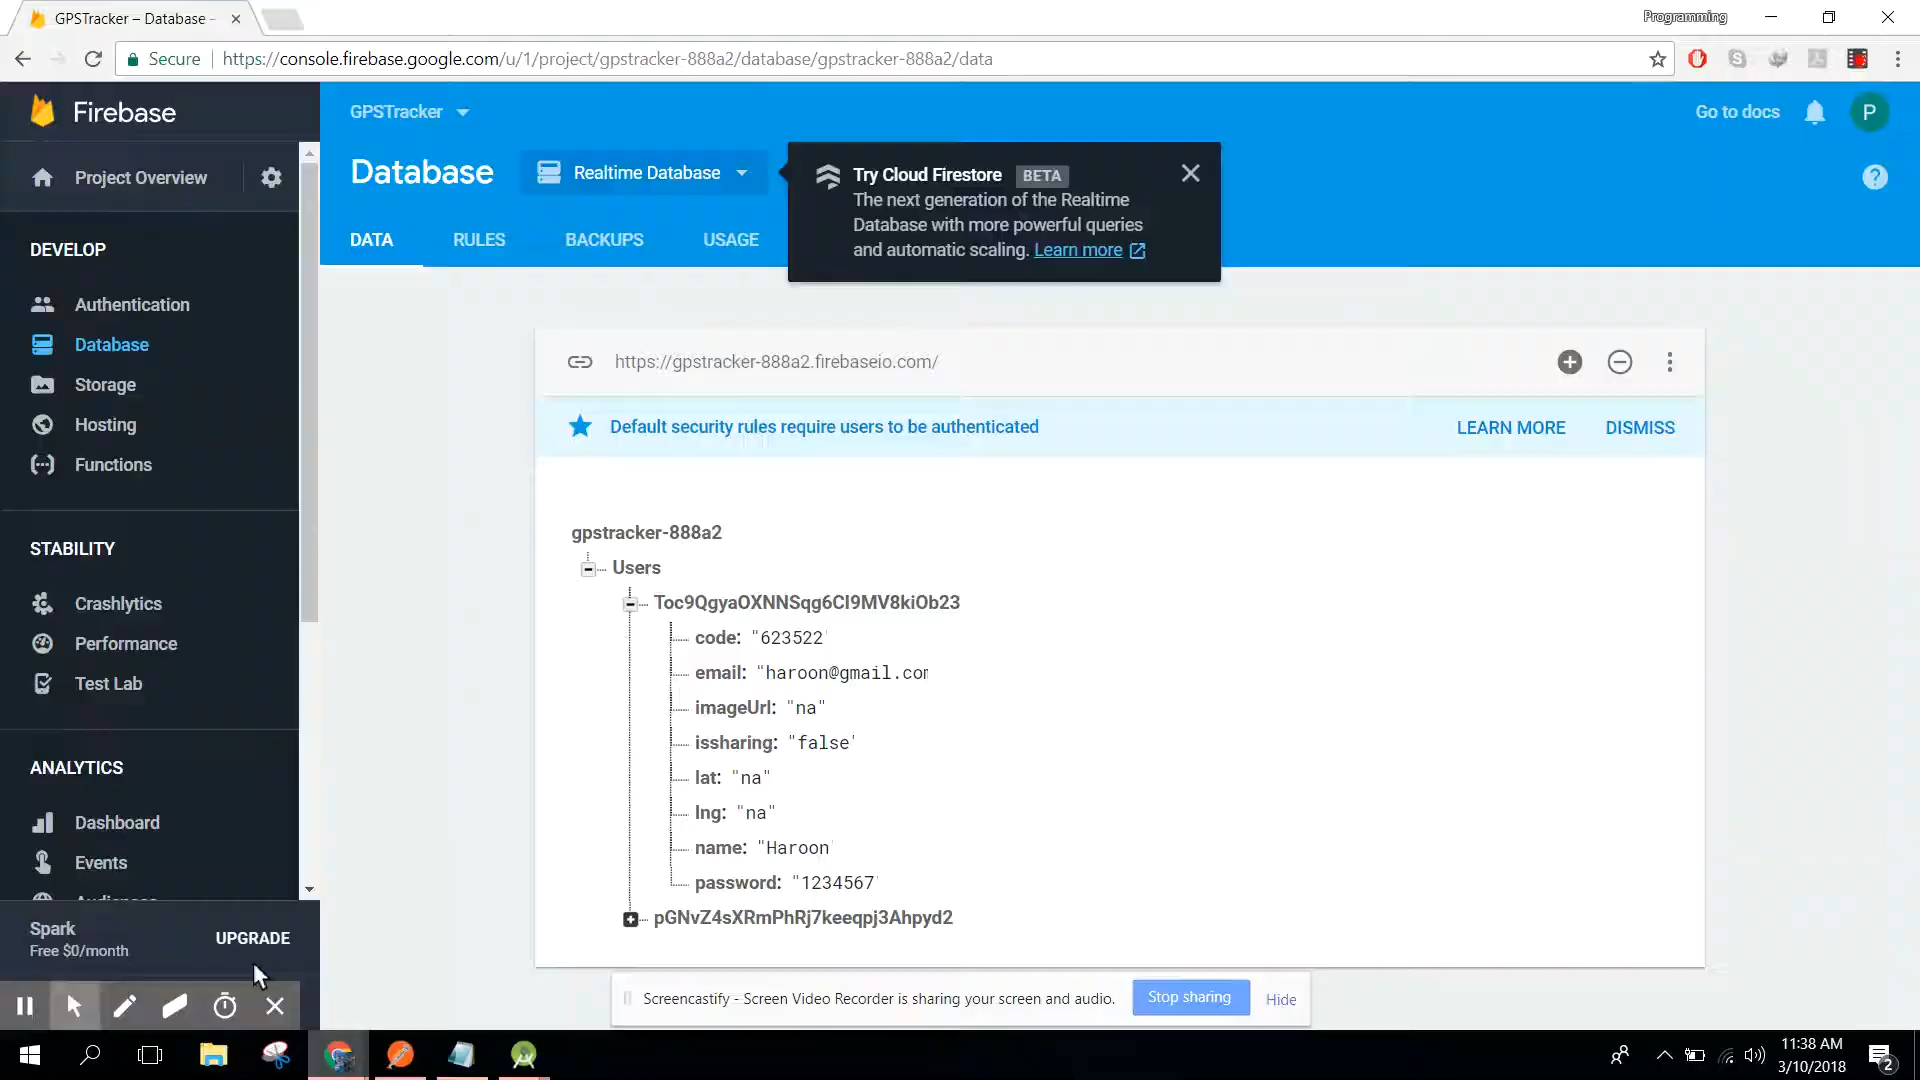 GPSTracker – Database -
Programming
Secure
https://console.firebase.google.com/u/1/project/gpstracker-888a2/database/gpstracker-888a2/data
Firebase
GPSTracker
Go to docs
P
Project Overview
Database
Realtime Database
Try Cloud Firestore BETA
The next generation of the Realtime
Database with more powerful queries
and automatic scaling. Learn more
DATA
RULES
BACKUPS
USAGE
DEVELOP
Authentication
Database
Storage
Hosting
Functions
STABILITY
Crashlytics
Performance
Test Lab
ANALYTICS
Dashboard
Events
Spark
Free $0/month
UPGRADE
https://gpstracker-888a2.firebaseio.com/
Default security rules require users to be authenticated
LEARN MORE
DISMISS
gpstracker-888a2
Users
Toc9QgyaOXNNSqg6CI9MV8kiOb23
code: "623522"
email: "haroon@gmail.com
imageUrl: "na"
issharing: "false"
lat: "na"
lng: "na"
name: "Haroon"
password: "1234567"
pGNvZ4sXRmPhRj7keeqpj3Ahpyd2
Screencastify - Screen Video Recorder is sharing your screen and audio.
Stop sharing
Hide
11:38 AM
3/10/2018
2